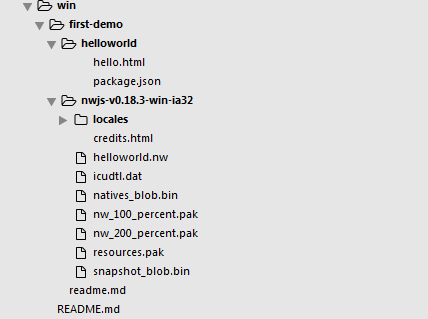 win
first-demo
helloworld
hello.html
package.json
nwjs-v0.18.3-win-ia32
locales
credits.html
helloworld.nw
icudtl.dat
natives_blob.bin
nw_100_percent.pak
nw_200_percent.pak
resources.pak
snapshot_blob.bin
readme.md
README.md